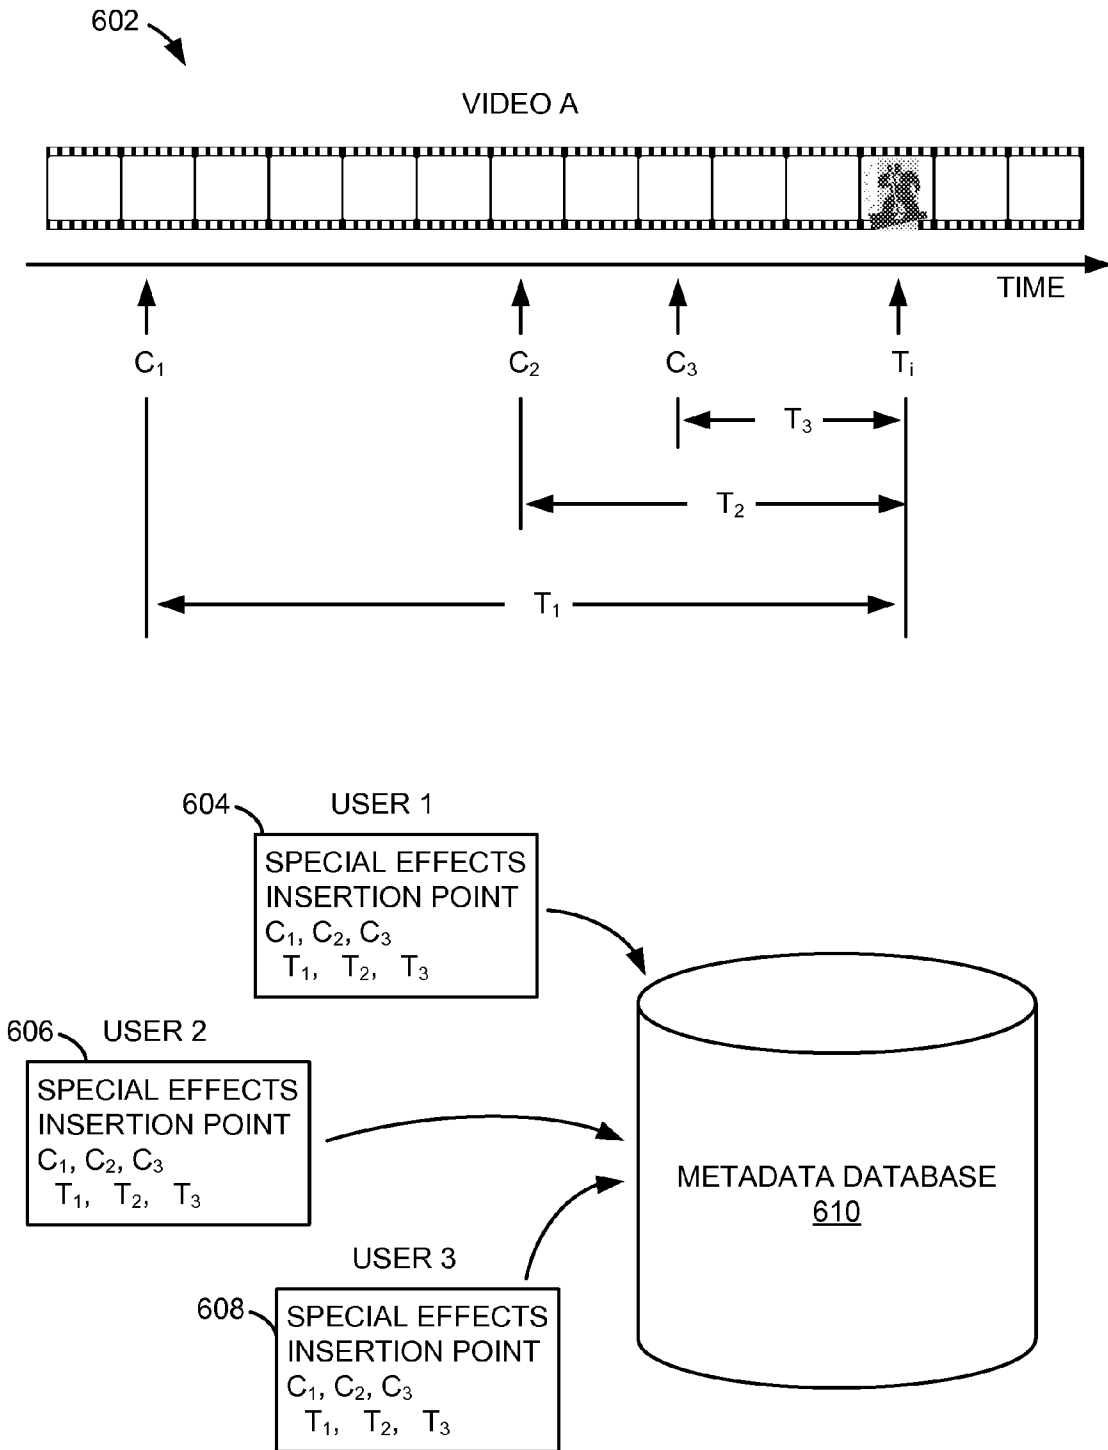 602
VIDEO A
TIME
C₁ C₂ C₃ Tᵢ
T₃
T₂
T₁
604 USER 1
SPECIAL EFFECTS
INSERTION POINT
C₁, C₂, C₃
T₁, T₂, T₃
606 USER 2
SPECIAL EFFECTS
INSERTION POINT
C₁, C₂, C₃
T₁, T₂, T₃
METADATA DATABASE
610
USER 3
608
SPECIAL EFFECTS
INSERTION POINT
C₁, C₂, C₃
T₁, T₂, T₃